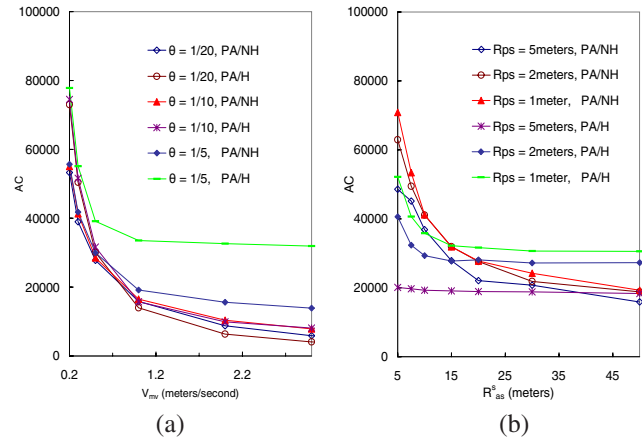 100000
80000
60000
40000
20000
0
AC
θ = 1/20, PA/NH
θ = 1/20, PA/H
θ = 1/10, PA/NH
θ = 1/10, PA/H
θ = 1/5, PA/NH
θ = 1/5, PA/H
0.2 1.2 2.2
V_mv (meters/second)
(a)
100000
80000
60000
40000
20000
0
AC
Rps = 5meters, PA/NH
Rps = 2meters, PA/NH
Rps = 1meter, PA/NH
Rps = 5meters, PA/H
Rps = 2meters, PA/H
Rps = 1meter, PA/H
5 15 25 35 45
R^s_as (meters)
(b)